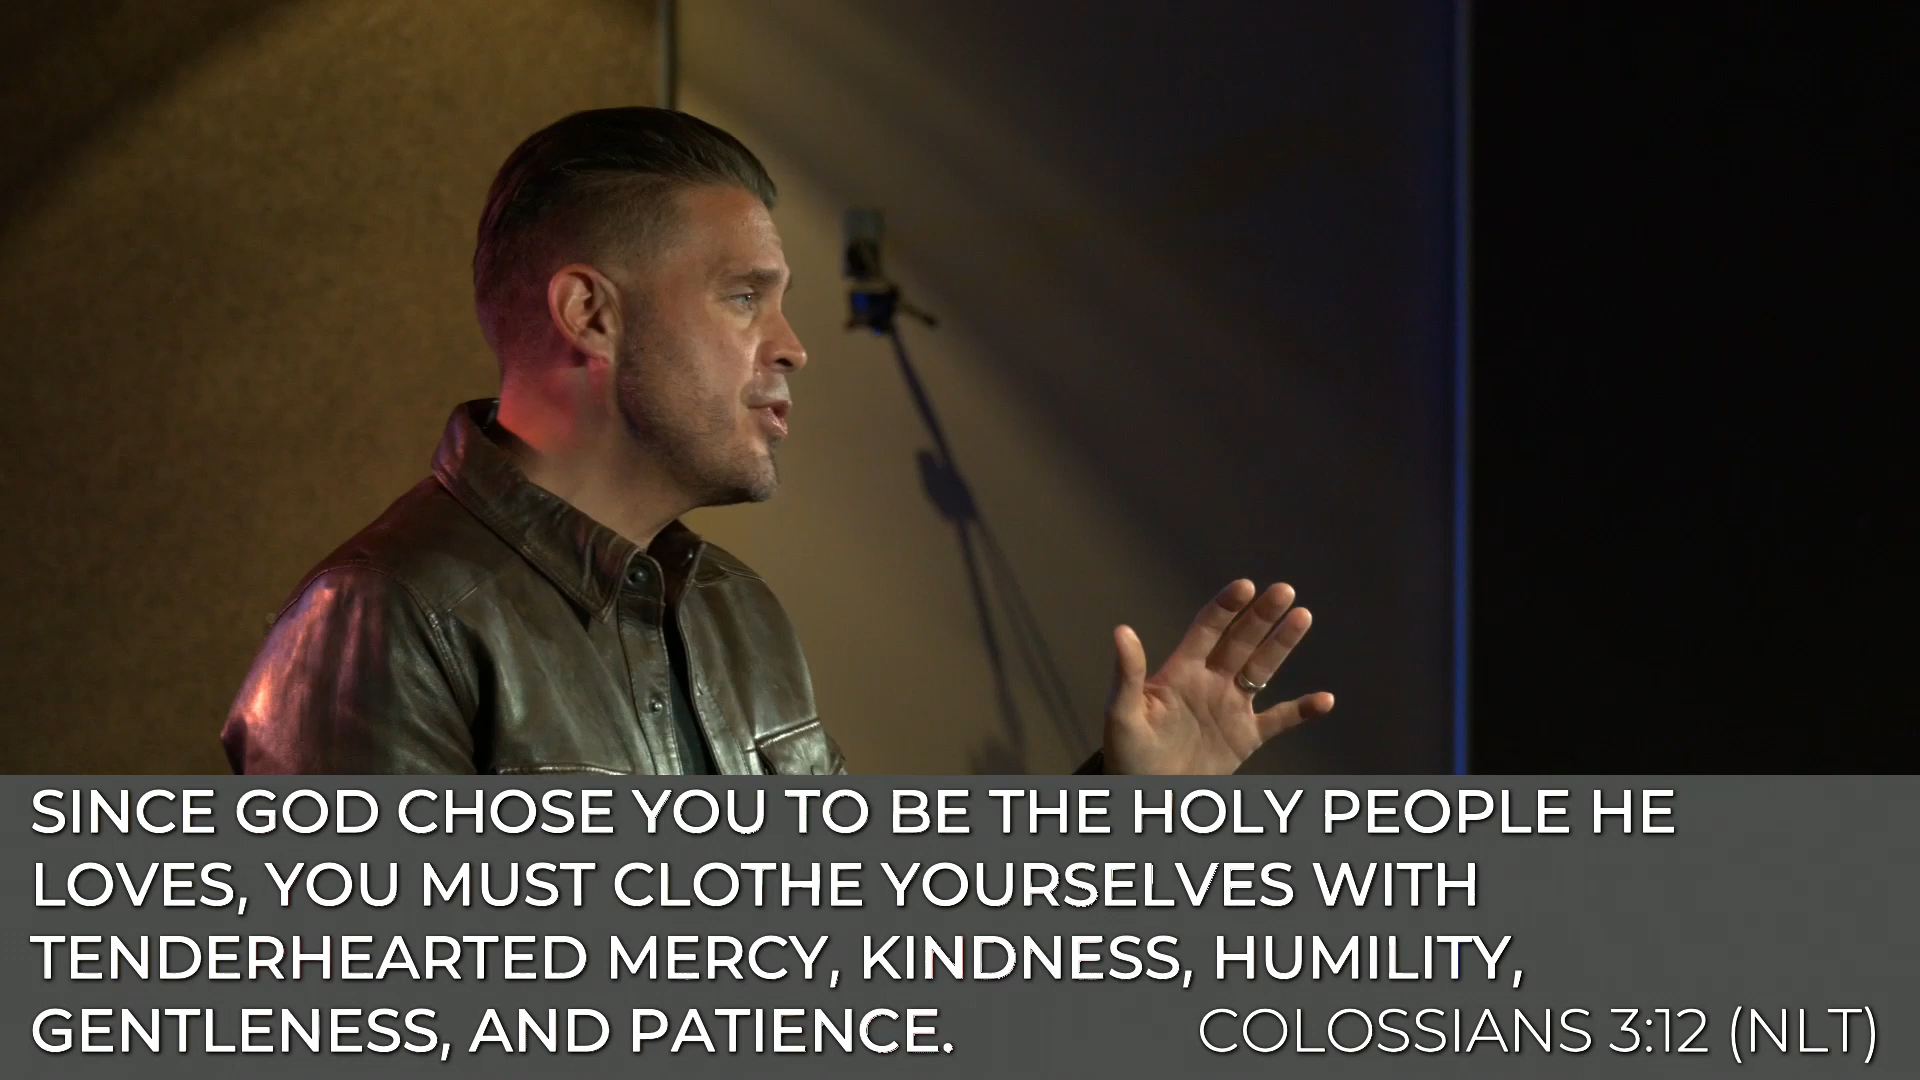 SINCE GOD CHOSE YOU TO BE THE HOLY PEOPLE HE
LOVES, YOU MUST CLOTHE YOURSELVES WITH
TENDERHEARTED MERCY, KINDNESS, HUMILITY,
GENTLENESS, AND PATIENCE.
COLOSSIANS 3:12 (NLT)